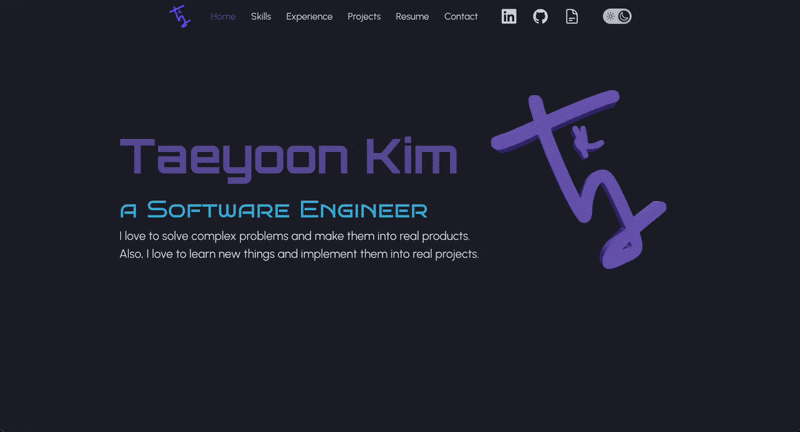 Home Skills Experience Projects Resume Contact
Taeyoon Kim
a Software Engineer
I love to solve complex problems and make them into real products.
Also, I love to learn new things and implement them into real projects.